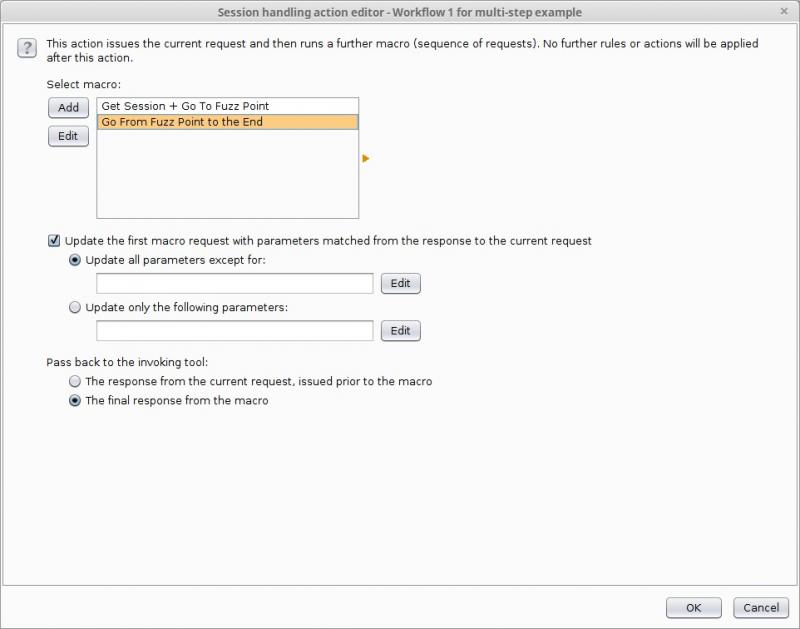 Session handling action editor - Workflow 1 for multi-step example
×
?
This action issues the current request and then runs a further macro (sequence of requests). No further rules or actions will be applied
after this action.
Select macro:
Add
Get Session + Go To Fuzz Point
Go From Fuzz Point to the End
Edit
Update the first macro request with parameters matched from the response to the current request
Update all parameters except for:
Edit
Update only the following parameters:
Edit
Pass back to the invoking tool:
The response from the current request, issued prior to the macro
The final response from the macro
OK
Cancel